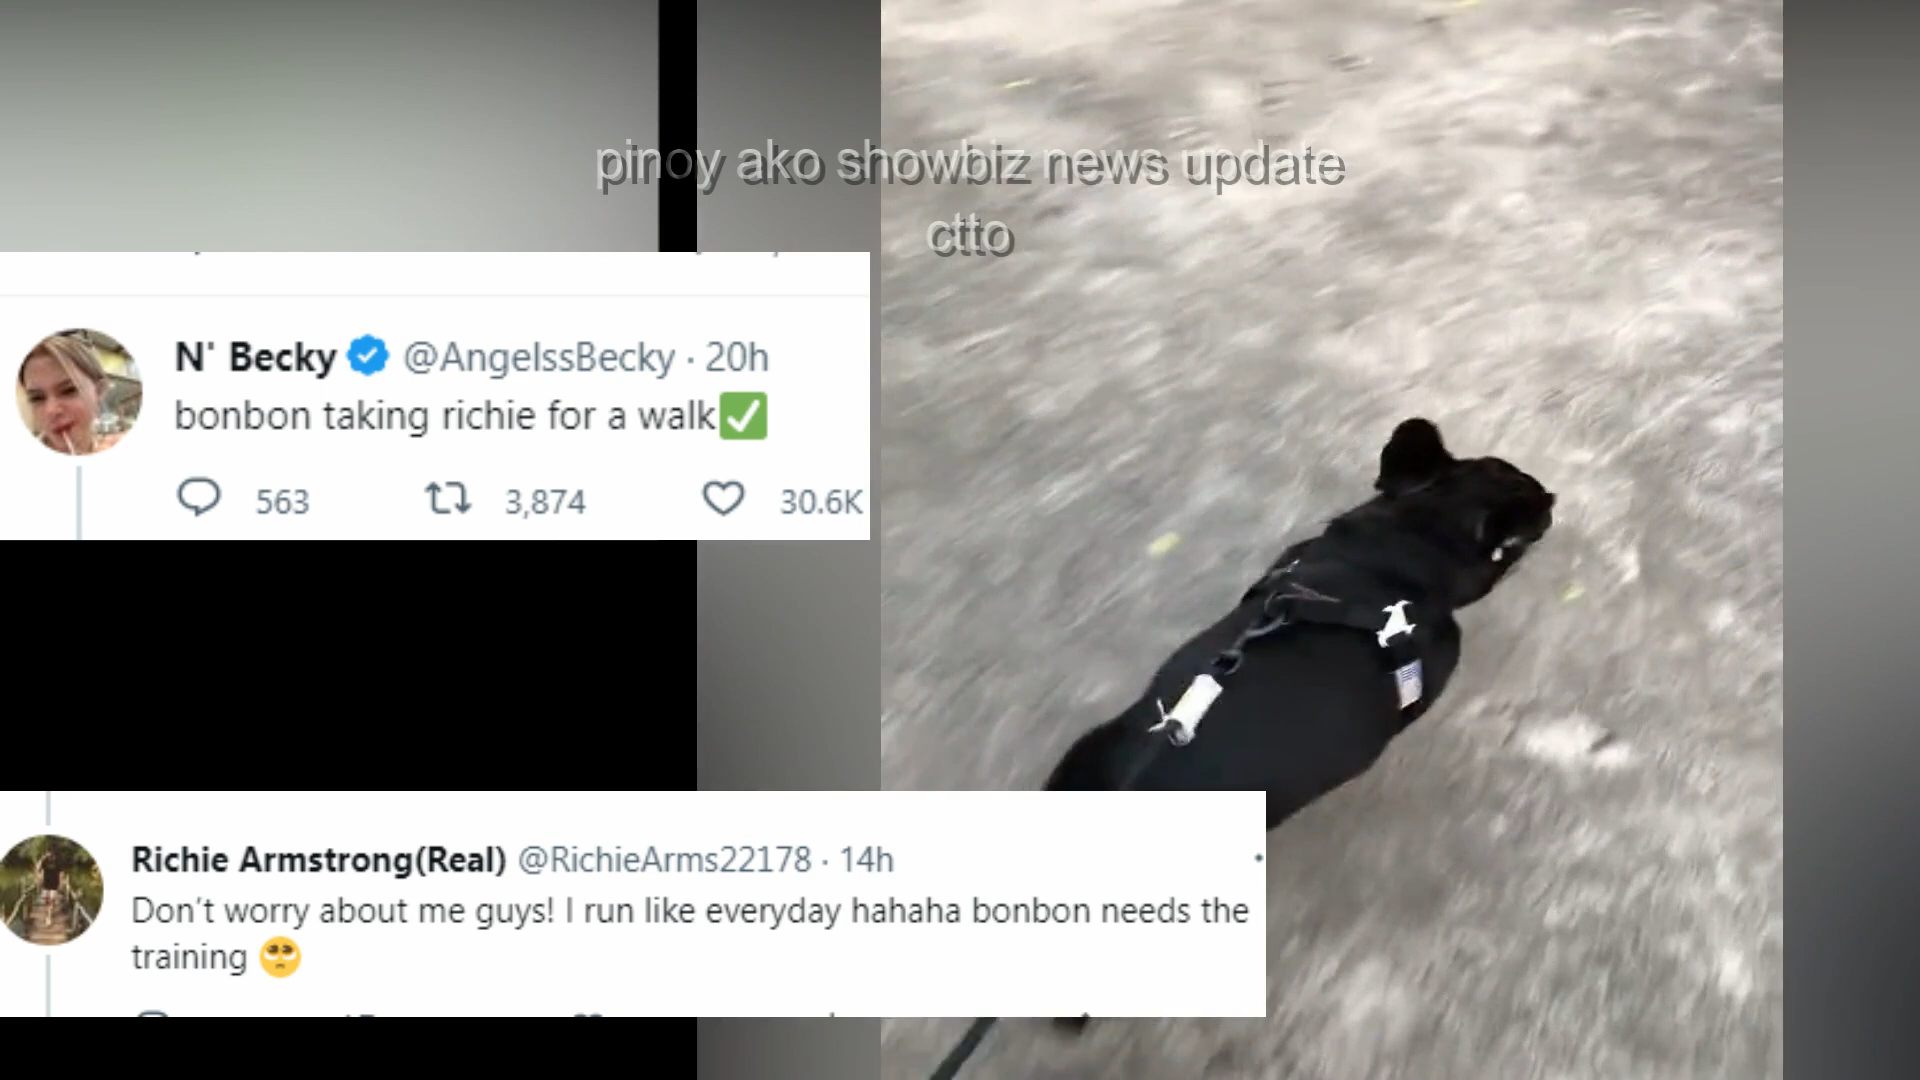 pinoy ako showbiz news update
ctto
N' Becky @AngelssBecky · 20h
bonbon taking richie for a walk✅
563 3,874 30.6K
Richie Armstrong(Real) @RichieArms22178 · 14h
Don't worry about me guys! I run like everyday hahaha bonbon needs the
training 🥺